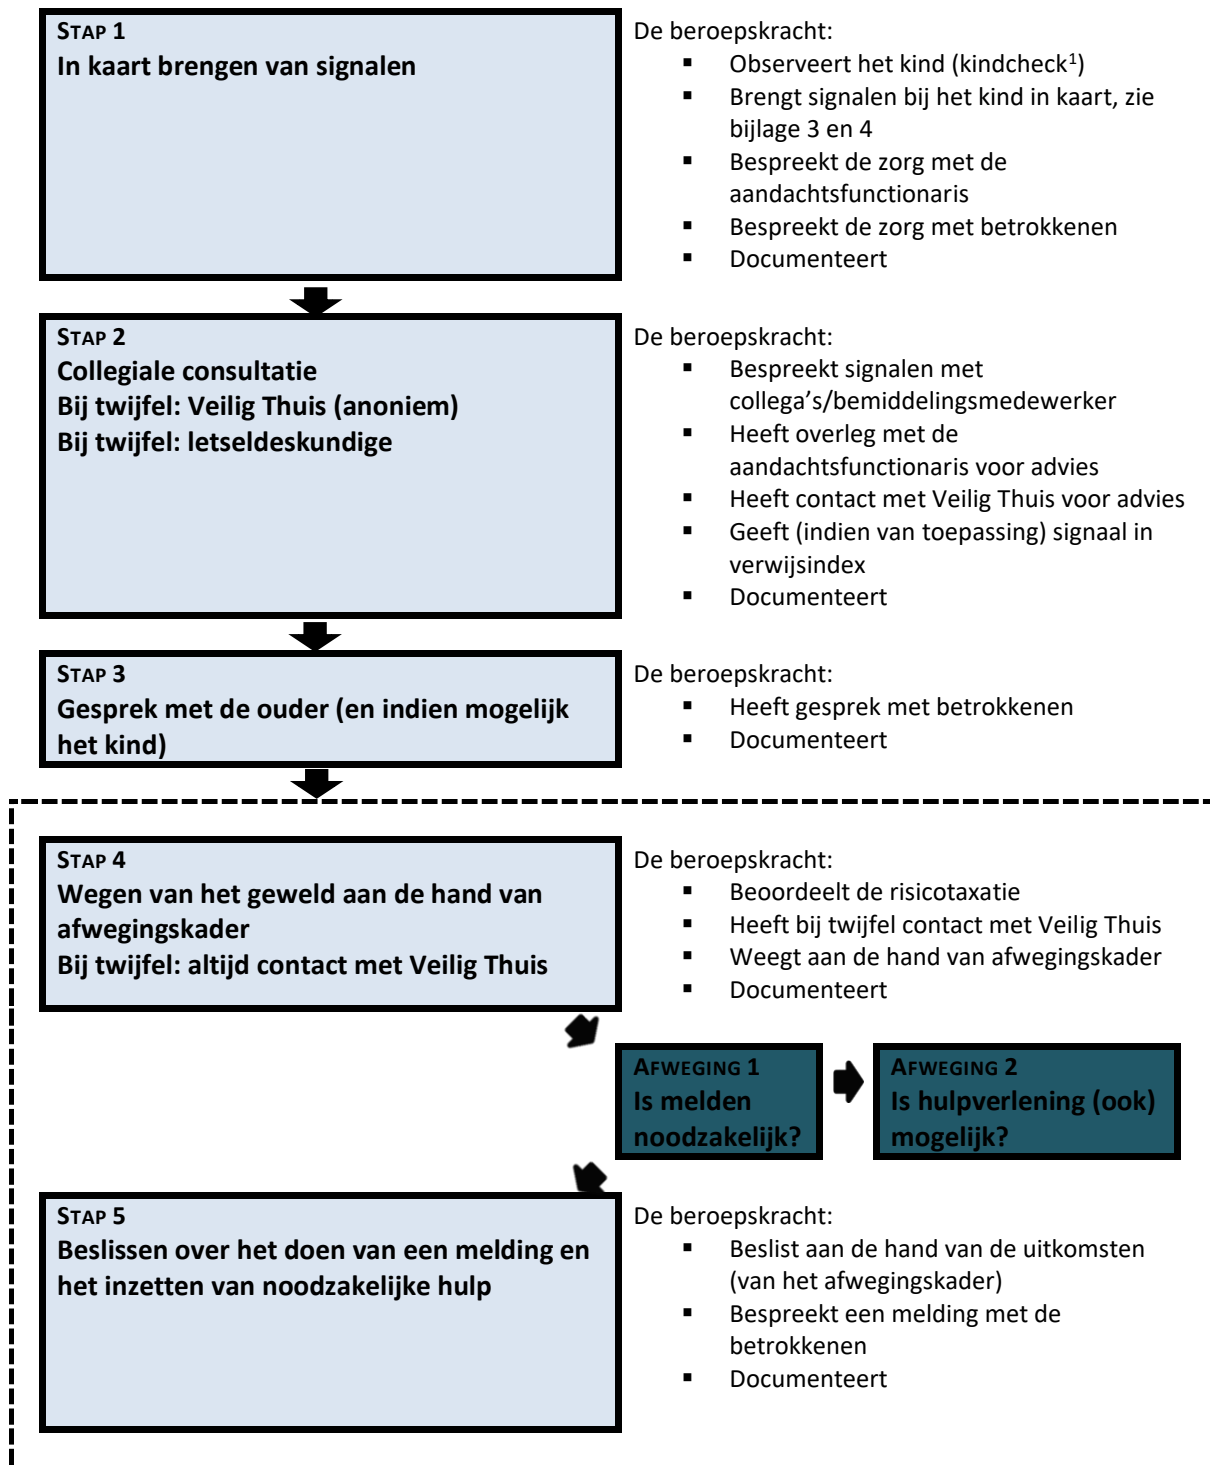 STAP 1
In kaart brengen van signalen
De beroepskracht:
▪ Observeert het kind (kindcheck¹)
▪ Brengt signalen bij het kind in kaart, zie
bijlage 3 en 4
▪ Bespreekt de zorg met de
aandachtsfunctionaris
▪ Bespreekt de zorg met betrokkenen
▪ Documenteert
STAP 2
Collegiale consultatie
Bij twijfel: Veilig Thuis (anoniem)
Bij twijfel: letseldeskundige
De beroepskracht:
▪ Bespreekt signalen met
collega’s/bemiddelingsmedewerker
▪ Heeft overleg met de
aandachtsfunctionaris voor advies
▪ Heeft contact met Veilig Thuis voor advies
▪ Geeft (indien van toepassing) signaal in
verwijsindex
▪ Documenteert
STAP 3
Gesprek met de ouder (en indien mogelijk
het kind)
De beroepskracht:
▪ Heeft gesprek met betrokkenen
▪ Documenteert
STAP 4
Wegen van het geweld aan de hand van
afwegingskader
Bij twijfel: altijd contact met Veilig Thuis
De beroepskracht:
▪ Beoordeelt de risicotaxatie
▪ Heeft bij twijfel contact met Veilig Thuis
▪ Weegt aan de hand van afwegingskader
▪ Documenteert
AFWEGING 1
Is melden
noodzakelijk?
AFWEGING 2
Is hulpverlening (ook)
mogelijk?
STAP 5
Beslissen over het doen van een melding en
het inzetten van noodzakelijke hulp
De beroepskracht:
▪ Beslist aan de hand van de uitkomsten
(van het afwegingskader)
▪ Bespreekt een melding met de
betrokkenen
▪ Documenteert